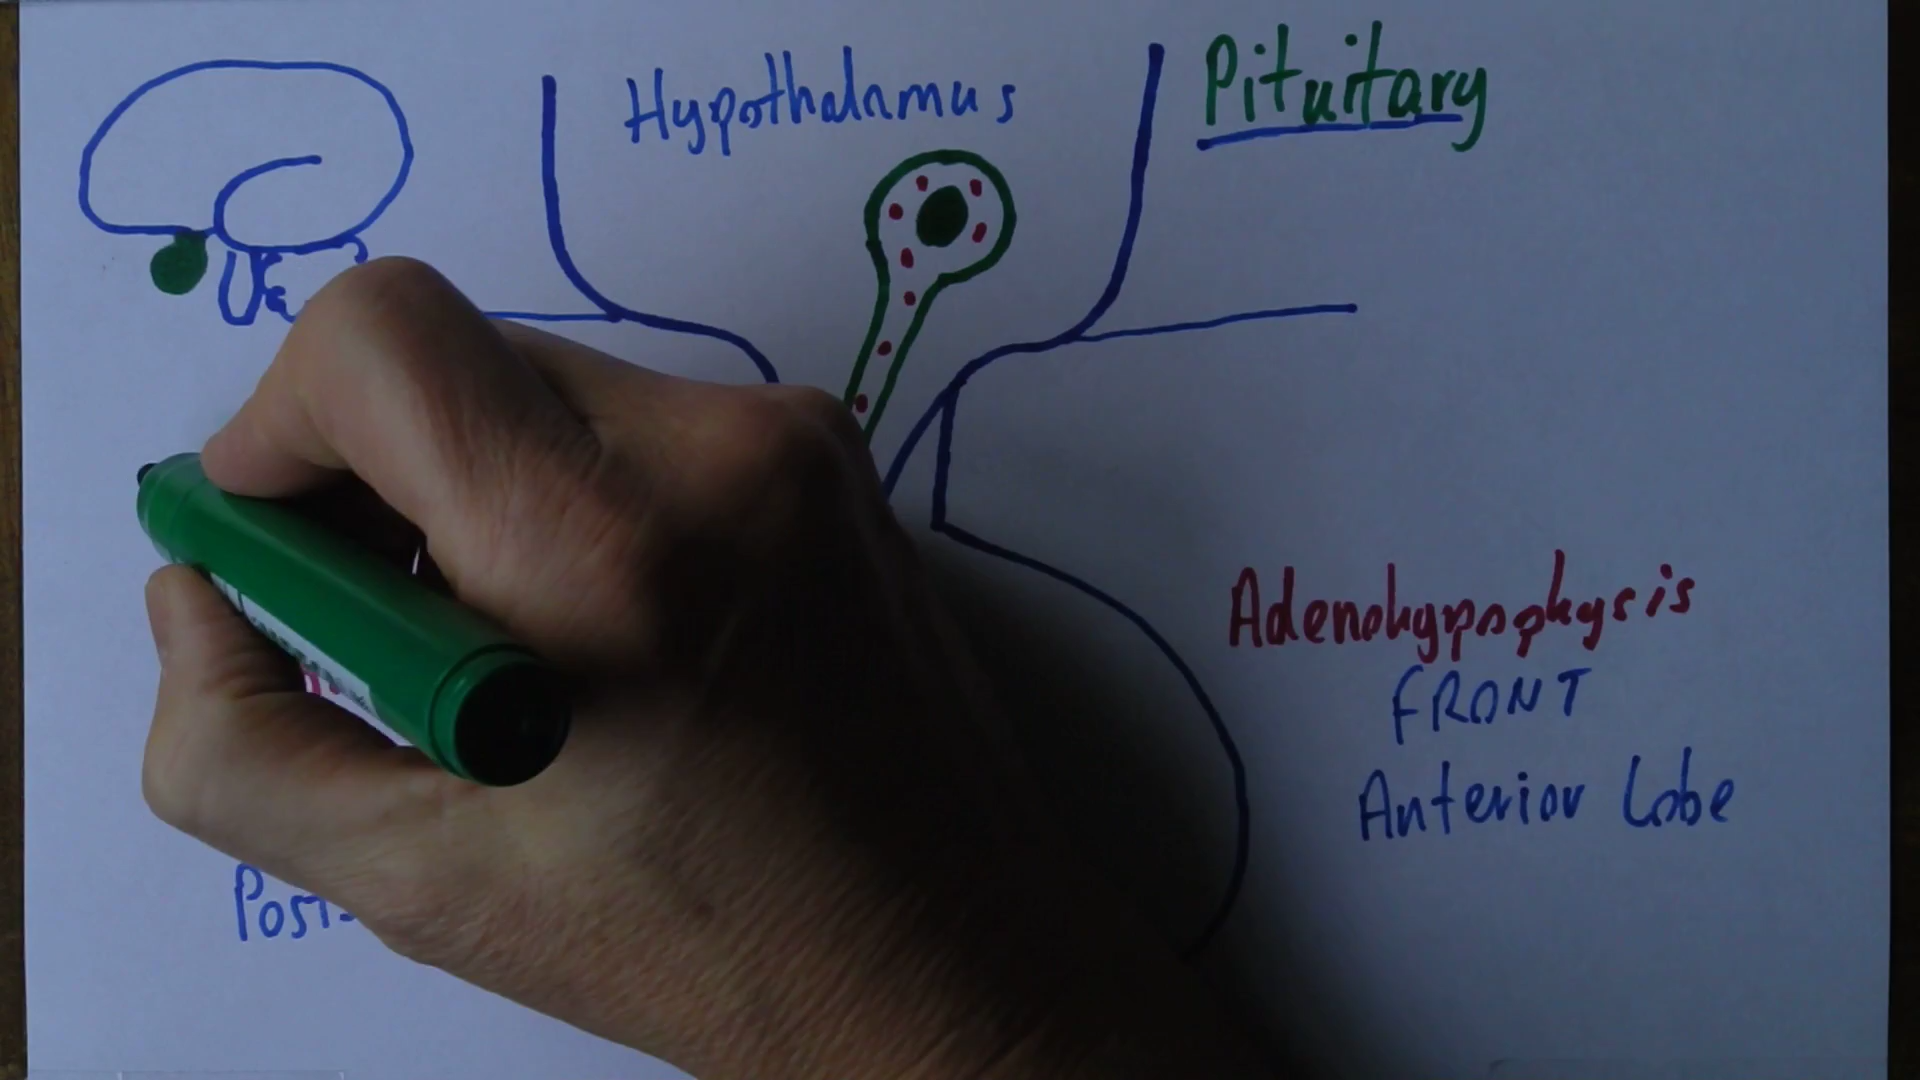 Hypothalamus
Pituitary
Adenohypophysis
FRONT
Anterior Lobe